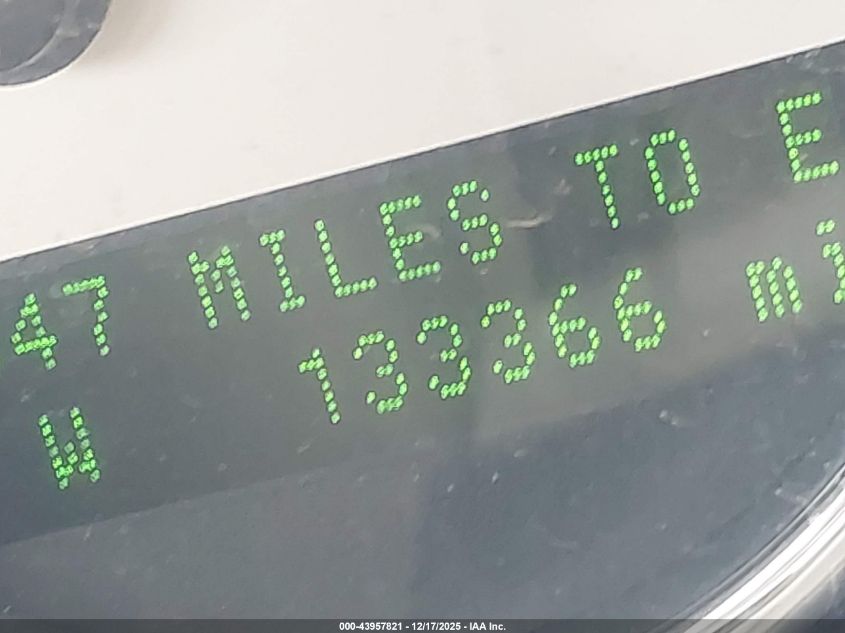 47 MILES TO E
W 133366 mi
000-43957821 - 12/17/2025 - IAA Inc.